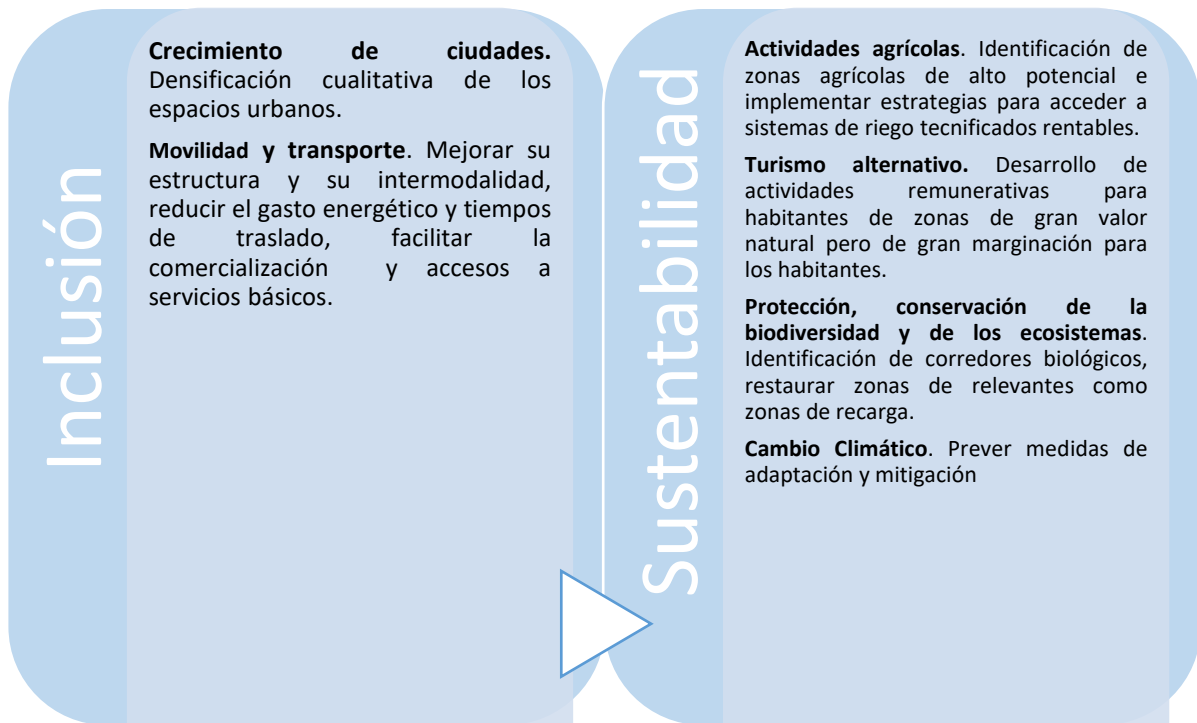 Inclusión
Crecimiento de ciudades.
Densificación cualitativa de los
espacios urbanos.
Movilidad y transporte. Mejorar su
estructura y su intermodalidad,
reducir el gasto energético y tiempos
de traslado, facilitar la
comercialización y accesos a
servicios básicos.
Sustentabilidad
Actividades agrícolas. Identificación de
zonas agrícolas de alto potencial e
implementar estrategias para acceder a
sistemas de riego tecnificados rentables.
Turismo alternativo. Desarrollo de
actividades remunerativas para
habitantes de zonas de gran valor
natural pero de gran marginación para
los habitantes.
Protección, conservación de la
biodiversidad y de los ecosistemas.
Identificación de corredores biológicos,
restaurar zonas de relevantes como
zonas de recarga.
Cambio Climático. Prever medidas de
adaptación y mitigación